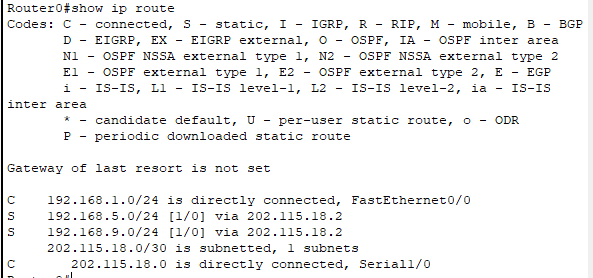 Router0#show ip route
Codes: C - connected, S - static, I - IGRP, R - RIP, M - mobile, B - BGP
D - EIGRP, EX - EIGRP external, O - OSPF, IA - OSPF inter area
N1 - OSPF NSSA external type 1, N2 - OSPF NSSA external type 2
E1 - OSPF external type 1, E2 - OSPF external type 2, E - EGP
i - IS-IS, L1 - IS-IS level-1, L2 - IS-IS level-2, ia - IS-IS
inter area
* - candidate default, U - per-user static route, o - ODR
P - periodic downloaded static route
Gateway of last resort is not set
C 192.168.1.0/24 is directly connected, FastEthernet0/0
S 192.168.5.0/24 [1/0] via 202.115.18.2
S 192.168.9.0/24 [1/0] via 202.115.18.2
202.115.18.0/30 is subnetted, 1 subnets
C 202.115.18.0 is directly connected, Serial1/0